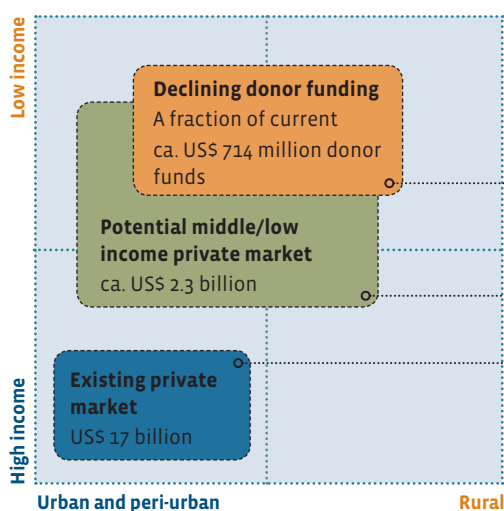 Low income
Declining donor funding
A fraction of current
ca. US$ 714 million donor
funds
Potential middle/low
income private market
ca. US$ 2.3 billion
Existing private
market
US$ 17 billion
High income
Urban and peri-urban
Rural